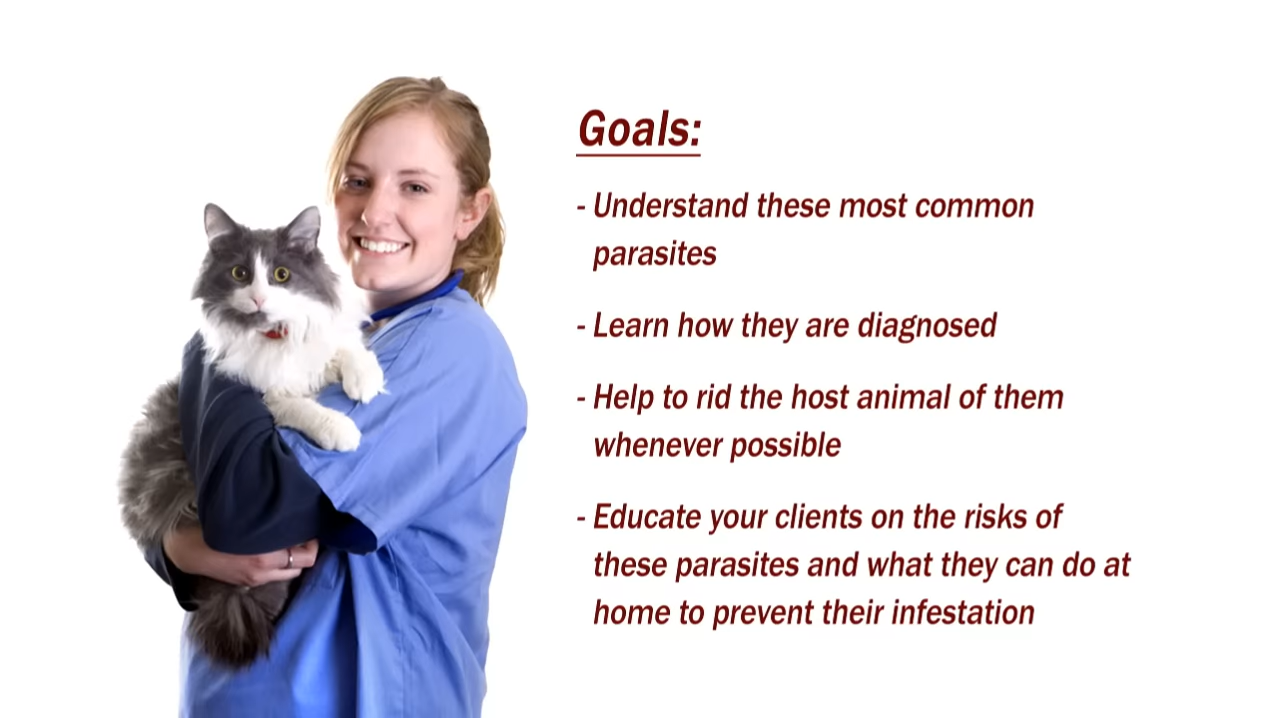 Goals:
- Understand these most common
parasites
- Learn how they are diagnosed
- Help to rid the host animal of them
whenever possible
- Educate your clients on the risks of
these parasites and what they can do at
home to prevent their infestation